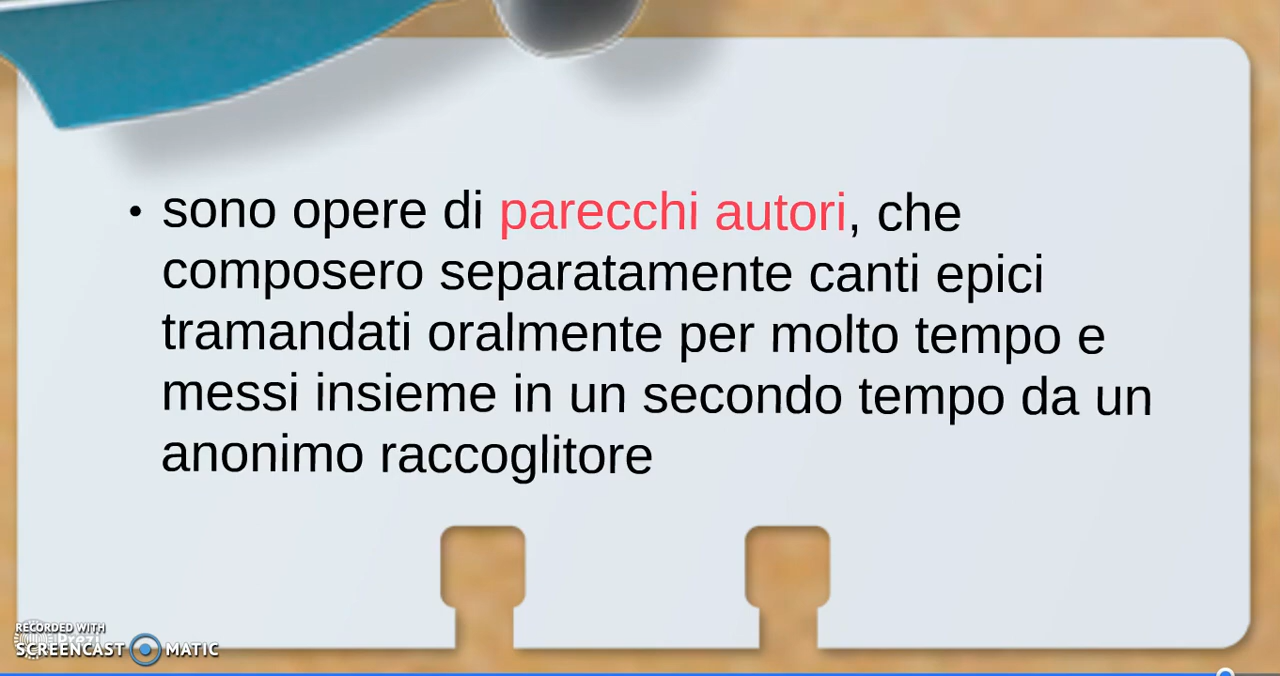 • sono opere di parecchi autori, che
composero separatamente canti epici
tramandati oralmente per molto tempo e
messi insieme in un secondo tempo da un
anonimo raccoglitore
RECORDED WITH
SCREENCAST MATIC
Prezi